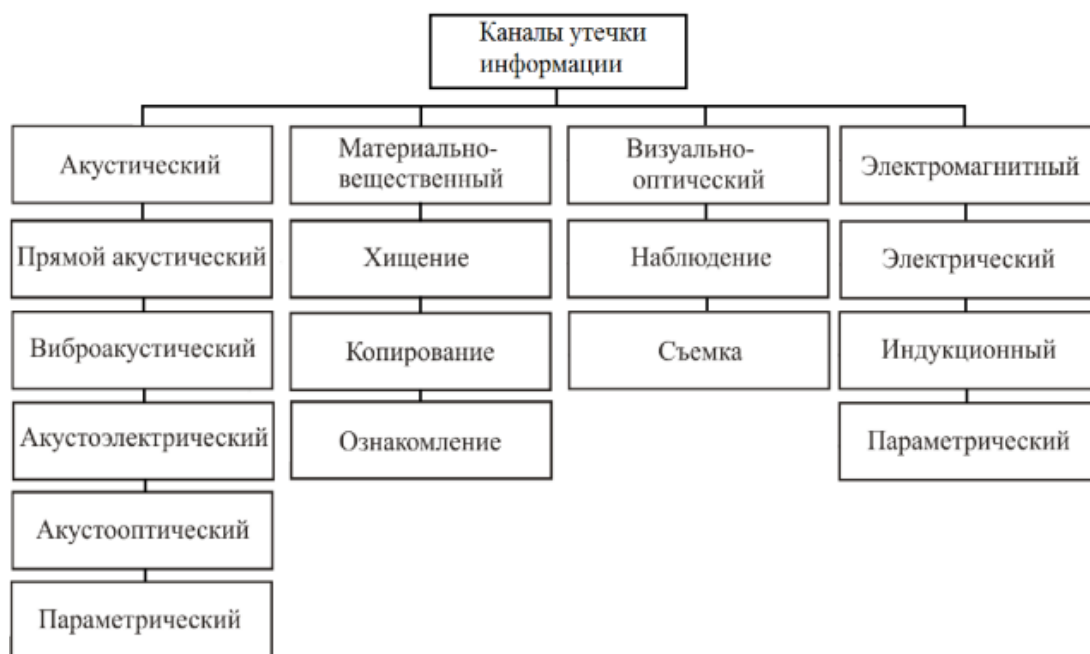 Каналы утечки
информации
Акустический
Материально-
вещественный
Визуально-
оптический
Электромагнитный
Прямой акустический
Хищение
Наблюдение
Электрический
Виброакустический
Копирование
Съемка
Индукционный
Акустоэлектрический
Ознакомление
Параметрический
Акустооптический
Параметрический